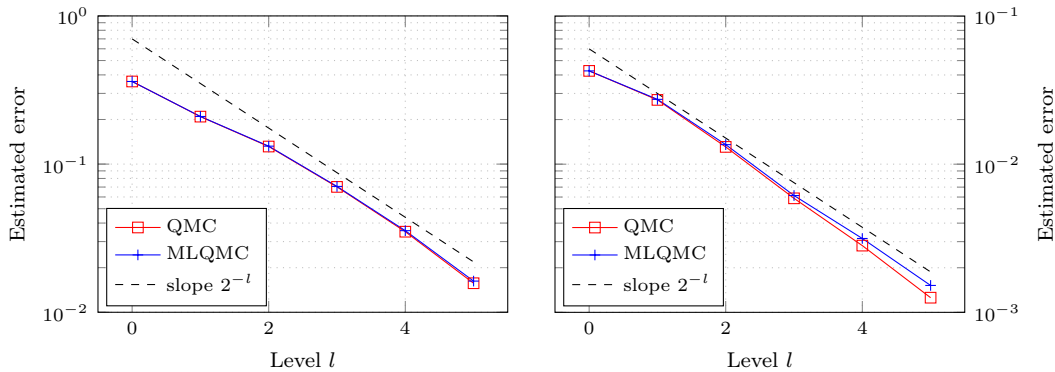 10^0
10^{-1}
10^{-2}
Estimated error
QMC
MLQMC
slope 2^{-l}
0 2 4
Level l
10^{-1}
10^{-2}
10^{-3}
Estimated error
QMC
MLQMC
slope 2^{-l}
0 2 4
Level l